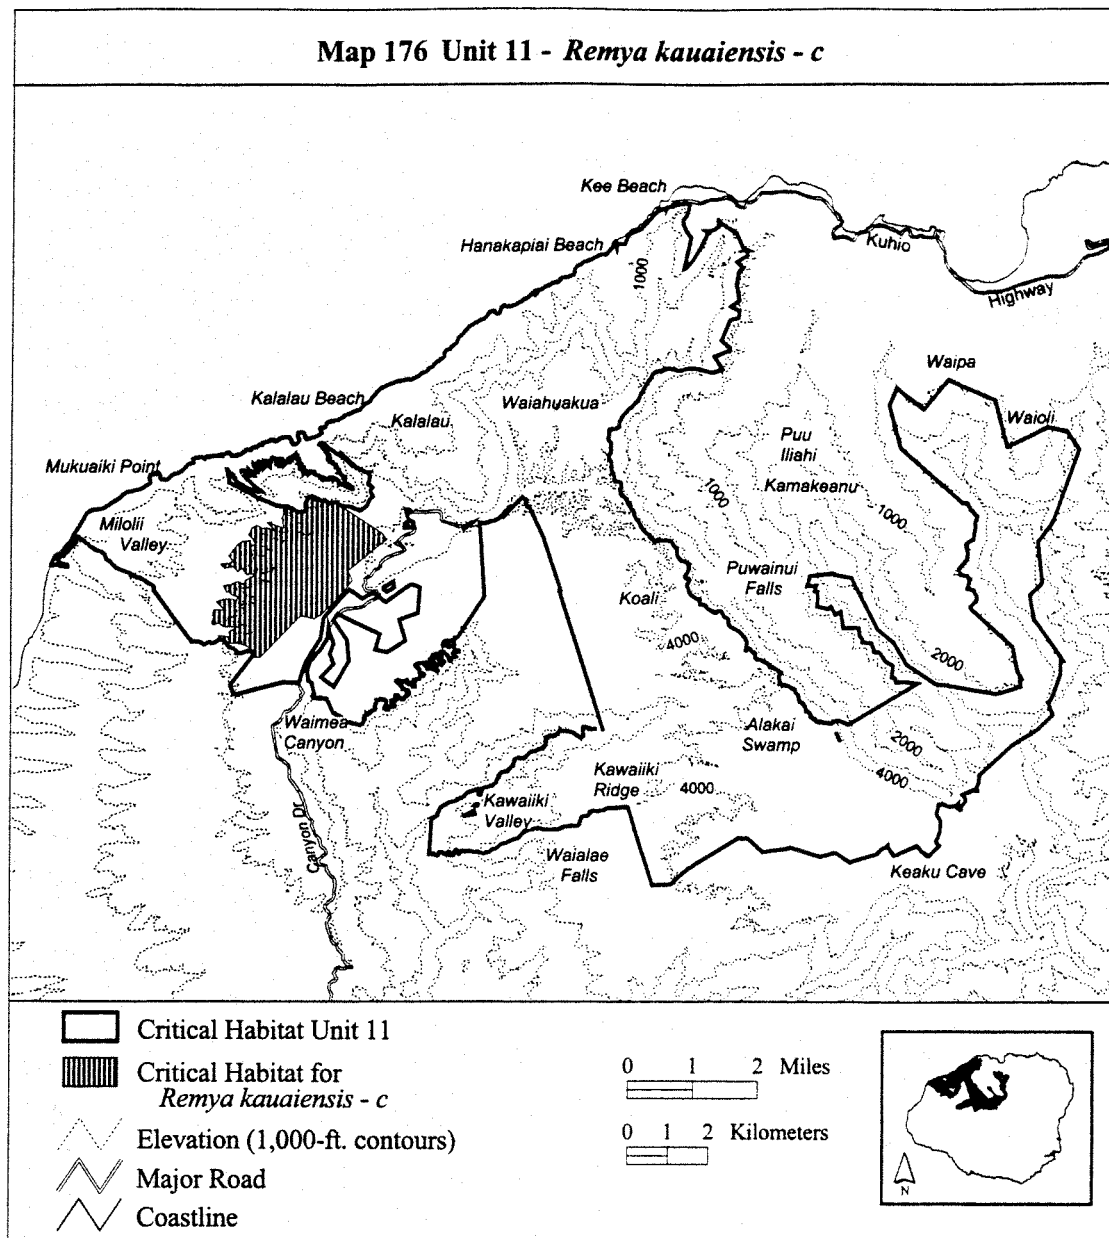 Map 176 Unit 11 - Remya kauaiensis - c
Kee Beach
Hanakapiai Beach
1000
Kuhio
Highway
Waipa
Kalalau Beach
Waiahuakua
Kalalau
Waioli
Puu
Iliahi
Mukuaiki Point
Kamakeanu
1000
1000
Milolii
Valley
Puwainui
Falls
Koali
4000
2000
Waimea
Canyon
Alakai
Swamp
2000
4000
Kawaiiki
Ridge
4000
Kawaiiki
Valley
Canyon Dr
Waialae
Falls
Keaku Cave
Critical Habitat Unit 11
Critical Habitat for
Remya kauaiensis - c
Elevation (1,000-ft. contours)
Major Road
Coastline
0 1 2 Miles
0 1 2 Kilometers
N